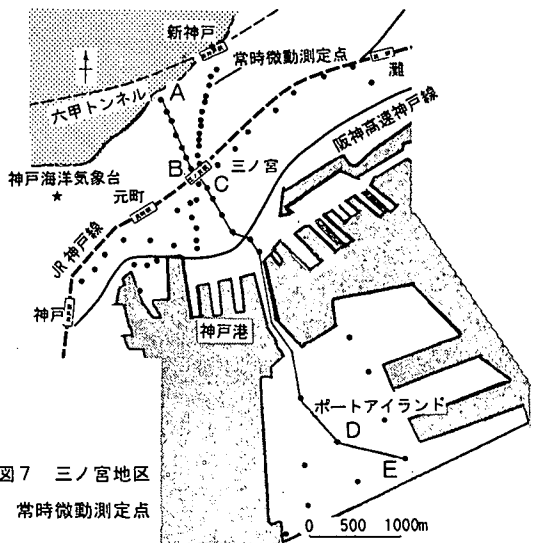 新神戸
常時微動測定点
灘
六甲トンネル
A
阪神高速神戸線
B
三ノ宮
神戸海洋気象台
C
元町
JR神戸線
神戸
神戸港
ポートアイランド
D
E
図7 三ノ宮地区
常時微動測定点
0 500 1000m